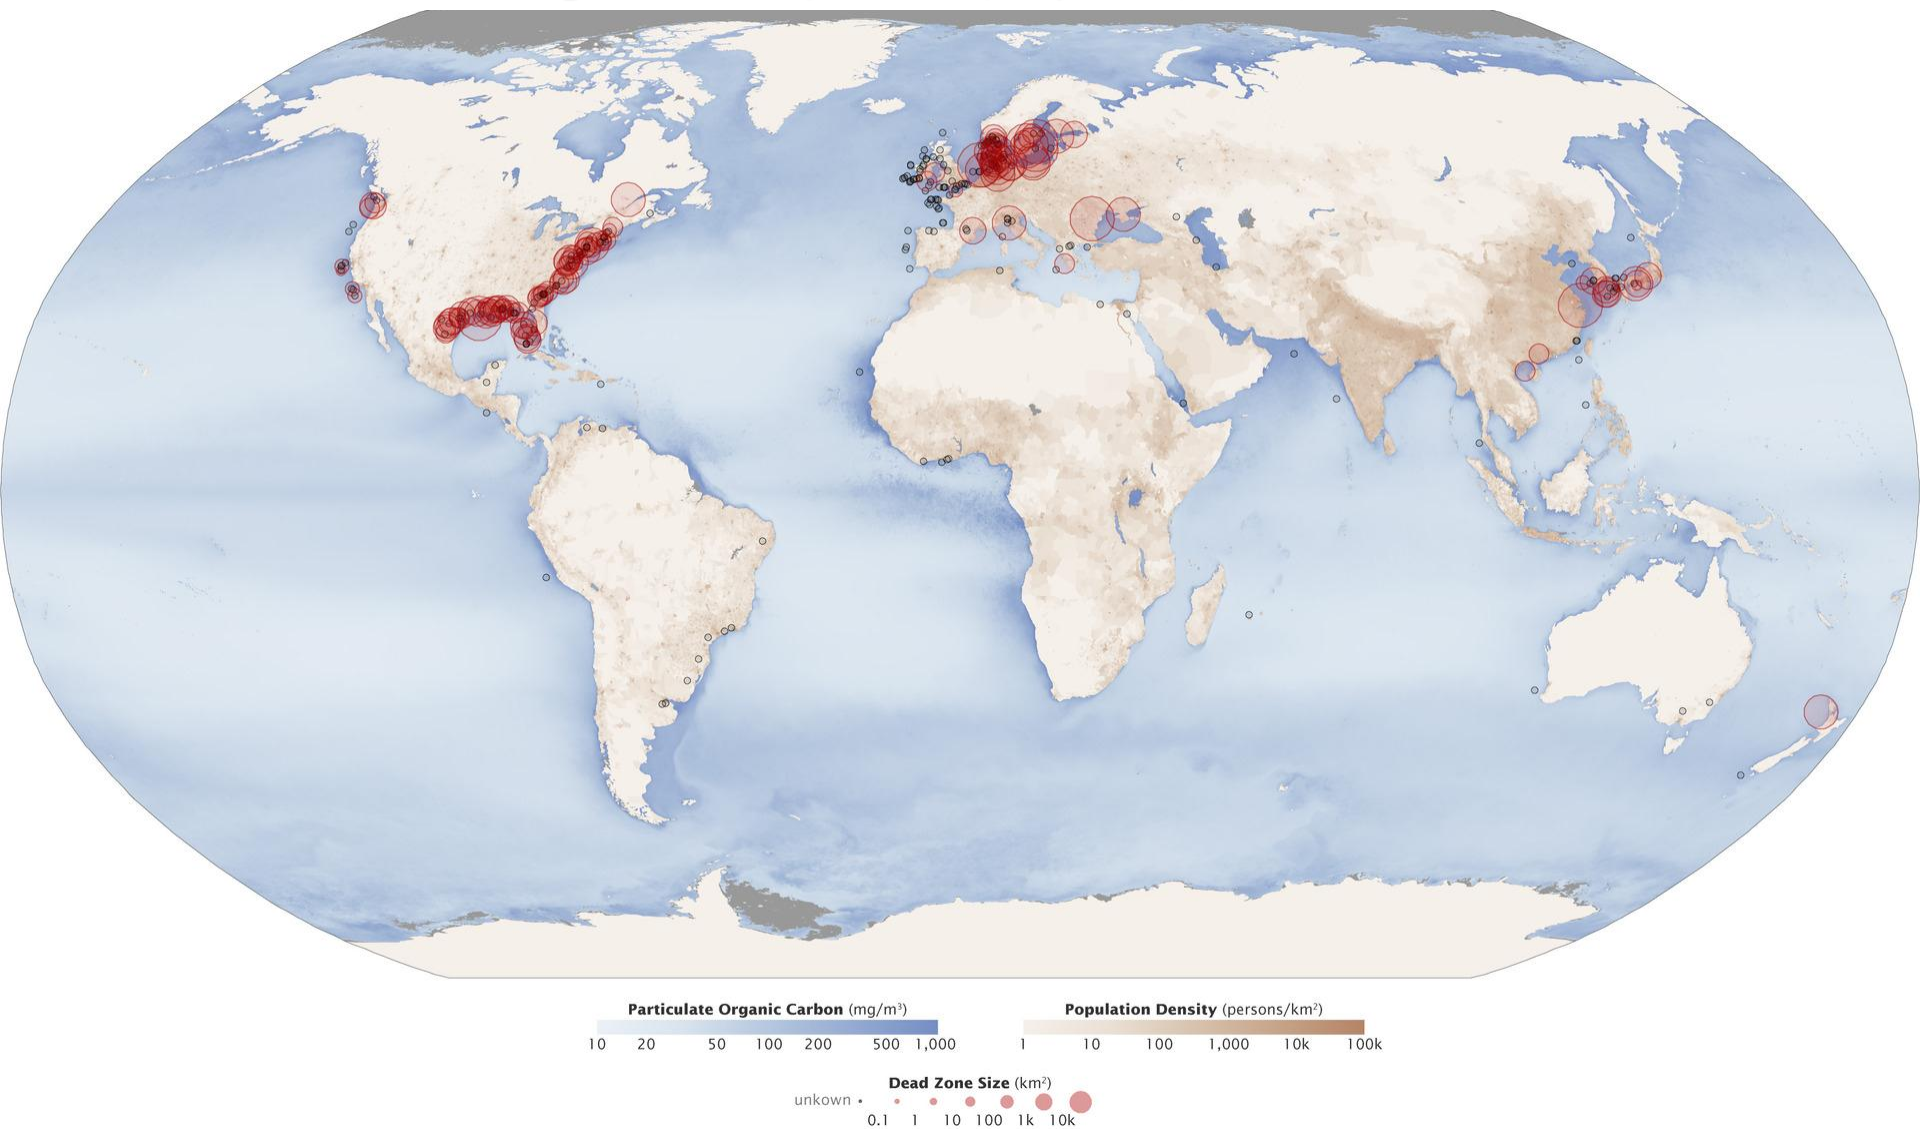 Particulate Organic Carbon (mg/m³) Population Density (persons/km²)
10 20 50 100 200 500 1,000 1 10 100 1,000 10k 100k
Dead Zone Size (km²)
unkown
0.1 1 10 100 1k 10k